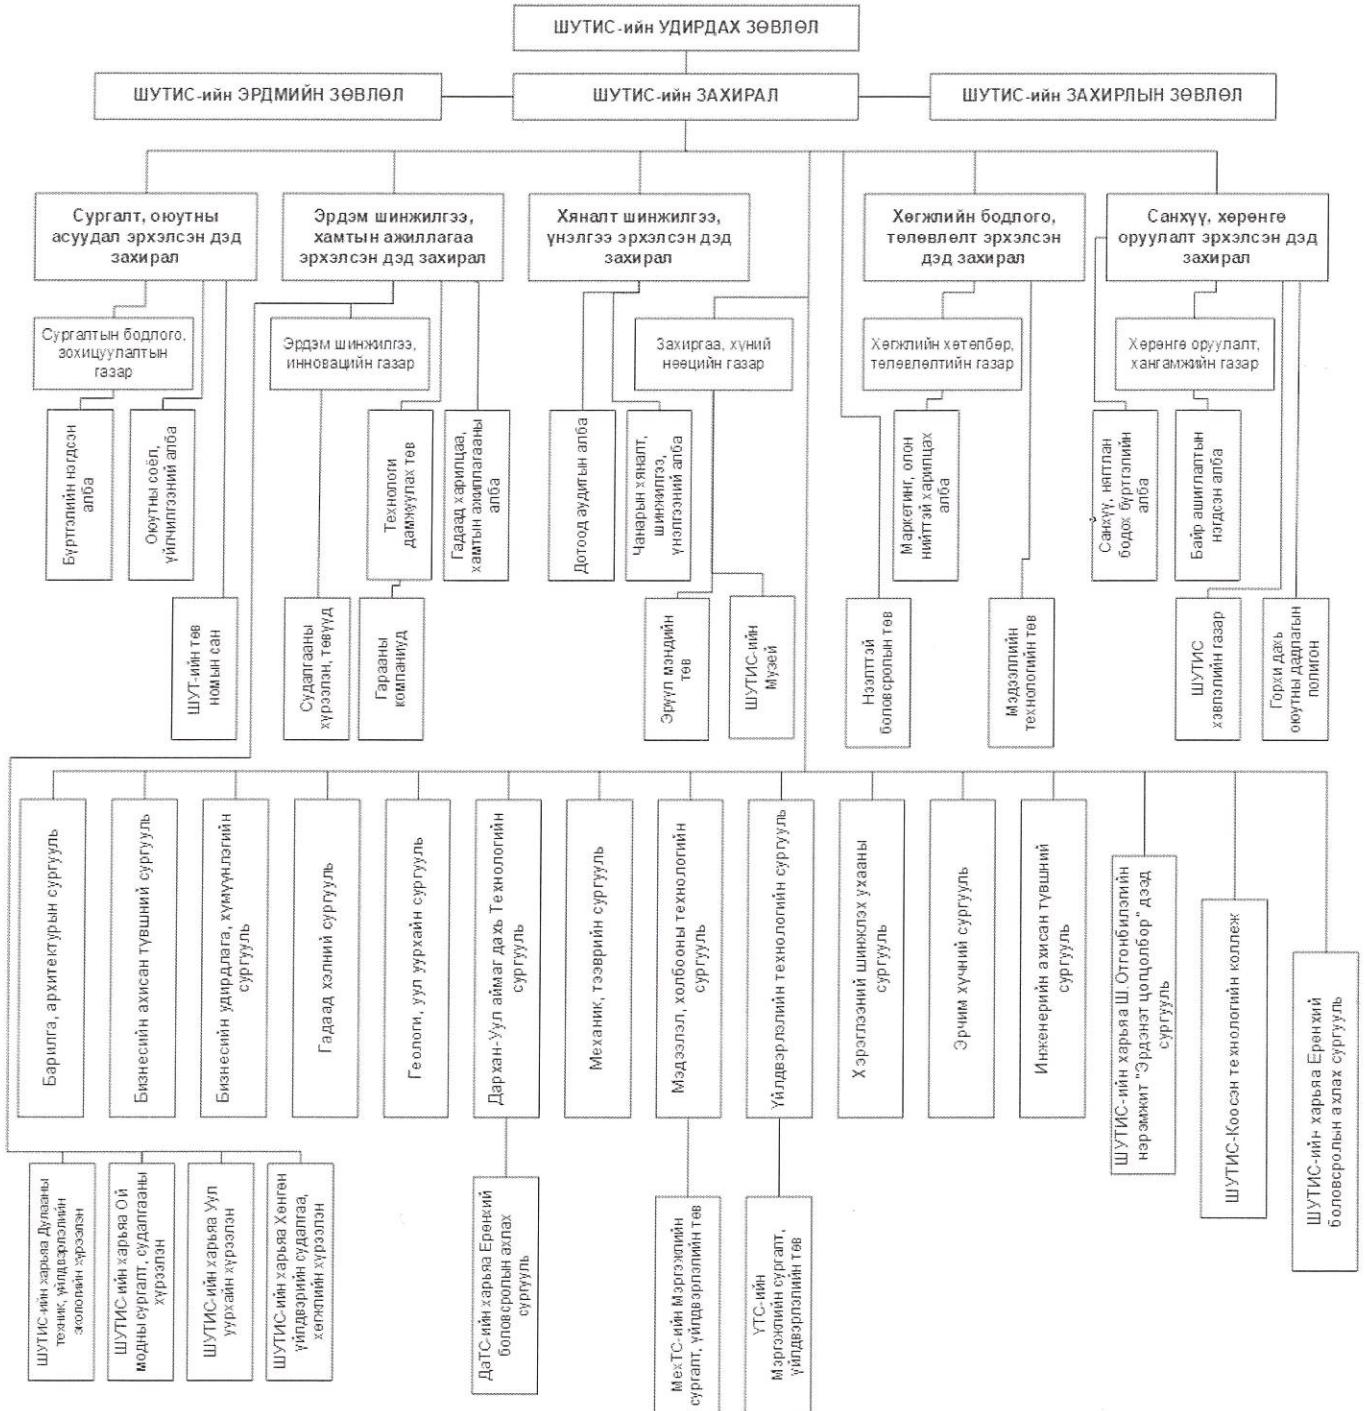 ШУТИС-ийн УДИРДАХ ЗӨВЛӨЛ
ШУТИС-ийн ЭРДМИЙН ЗӨВЛӨЛ
ШУТИС-ийн ЗАХИРАЛ
ШУТИС-ийн ЗАХИРЛЫН ЗӨВЛӨЛ
Сургалт, оюутны
асуудал эрхэлсэн дэд
захирал
Эрдэм шинжилгээ,
хамтын ажиллагаа
эрхэлсэн дэд захирал
Хяналт шинжилгээ,
үнэлгээ эрхэлсэн дэд
захирал
Хөгжлийн бодлого,
төлөвлөлт эрхэлсэн
дэд захирал
Санхүү, хөрөнгө
оруулалт эрхэлсэн дэд
захирал
Сургалтын бодлого,
зохицуулалтын
газар
Эрдэм шинжилгээ,
инновацийн газар
Захиргаа, хүний
нөөцийн газар
Хөгжлийн хөтөлбөр,
төлөвлөлтийн газар
Хөрөнгө оруулалт,
хангамжийн газар
Бүртгэлийн нэгдсэн
алба
Оюутны соёл,
үйлчилгээний алба
Технологи
дамжуулах төв
Гадаад харилцаа,
хамтын ажиллагааны
алба
Дотоод аудитын алба
Чанарын хяналт,
шинжилгээ,
үнэлгээний алба
Маркетинг, олон
нийттэй харилцах
алба
Санхүү, нягтлан
бодох бүртгэлийн
алба
Байр ашиглалтын
нэгдсэн алба
ШУТ-ийн төв
номын сан
Судалгааны
хүрээлэн, төвүүд
Гарааны
компаниуд
Эрүүл мэндийн
төв
ШУТИС-ийн
Музей
Нээлттэй
боловсролын төв
Мэдээллийн
технологийн төв
ШУТИС
хэвлэлийн газар
Горхи дахь
оюутны дадлагын
полигон
Барилга, архитектурын сургууль
Бизнесийн ахисан түвшний сургууль
Бизнесийн удирдлага, хүмүүнлэгийн
сургууль
Гадаад хэлний сургууль
Геологи, уул уурхайн сургууль
Дархан-Уул аймаг дахь Технологийн
сургууль
Механик, тээврийн сургууль
Мэдээлэл, холбооны технологийн
сургууль
Үйлдвэрлэлийн технологийн сургууль
Хэрэглээний шинжлэх ухааны
сургууль
Эрчим хүчний сургууль
Инженерийн ахисан түвшний
сургууль
ШУТИС-ийн харьяа Ш.Отгонбилэгийн
нэрэмжит "Эрдэнэт цогцолбор" дээд
сургууль
ШУТИС-Коосэн технологийн коллеж
ШУТИС-ийн харьяа Ерөнхий
боловсролын ахлах сургууль
ШУТИС-ийн харьяа Дулааны
техник, үйлдвэрлэлийн
экологийн хүрээлэн
ШУТИС-ийн харьяа Ой
модны сургалт, судалгааны
хүрээлэн
ШУТИС-ийн харьяа Уул
уурхайн хүрээлэн
ШУТИС-ийн харьяа Хөнгөн
үйлдвэрийн судалгаа,
хөгжлийн хүрээлэн
ДаТС-ийн харьяа Ерөнхий
боловсролын ахлах
сургууль
МехТС-ийн Мэргэжлийн
сургалт, үйлдвэрлэлийн төв
ҮТС-ийн
Мэргэжлийн сургалт,
үйлдвэрлэлийн төв